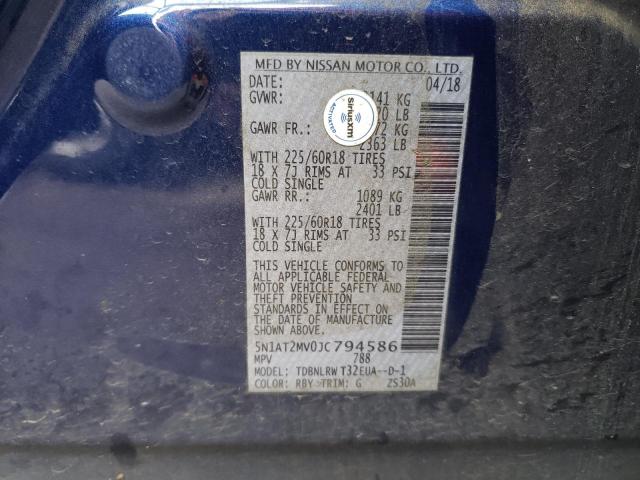 MFD BY NISSAN MOTOR CO., LTD.
DATE: 04/18
GVWR: 141 KG
LB
GAWR FR.: KG
2363 LB
WITH 225/60R18 TIRES
18 X 7J RIMS AT 33 PSI
COLD SINGLE
GAWR RR.: 1089 KG
2401 LB
WITH 225/60R18 TIRES
18 X 7J RIMS AT 33 PSI
COLD SINGLE
THIS VEHICLE CONFORMS TO
ALL APPLICABLE FEDERAL
MOTOR VEHICLE SAFETY AND
THEFT PREVENTION
STANDARDS IN EFFECT ON
THE DATE OF MANUFACTURE
SHOWN ABOVE.
5N1AT2MV0JC794586
MPV 788
MODEL: TDBNLRW T32EUA--D-1
COLOR: RBY TRIM: G ZS30A
SiriusXM
ACTIVATED